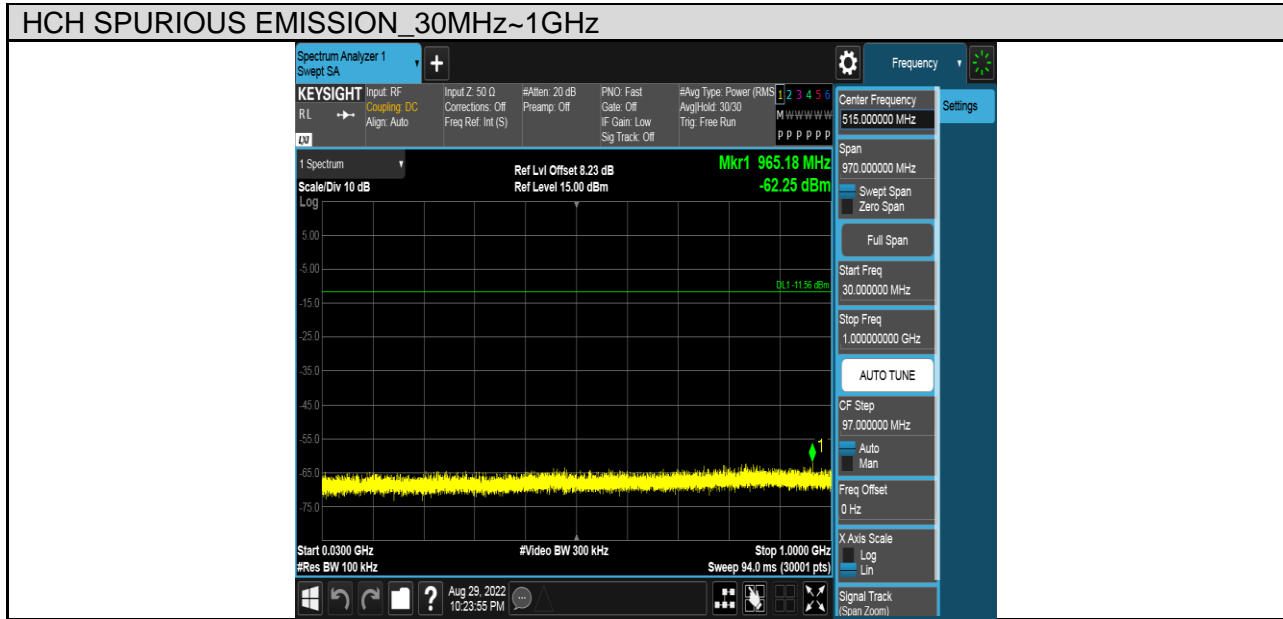 HCH SPURIOUS EMISSION_30MHz~1GHz
Spectrum Analyzer 1
Swept SA
Frequency
KEYSIGHT
RL
LXI
Input: RF
Coupling: DC
Align: Auto
Input Z: 50 Ω
Corrections: Off
Freq Ref: Int (S)
#Atten: 20 dB
Preamp: Off
PNO: Fast
Gate: Off
IF Gain: Low
Sig Track: Off
#Avg Type: Power (RMS
Avg|Hold: 30/30
Trig: Free Run
1 2 3 4 5 6
M W W W W W
P P P P P P
Center Frequency
515.000000 MHz
Settings
1 Spectrum
Scale/Div 10 dB
Log
Ref Lvl Offset 8.23 dB
Ref Level 15.00 dBm
Mkr1 965.18 MHz
-62.25 dBm
5.00
-5.00
DL1 -11.56 dBm
-15.0
-25.0
-35.0
-45.0
-55.0
1
-65.0
-75.0
Start 0.0300 GHz
#Res BW 100 kHz
#Video BW 300 kHz
Stop 1.0000 GHz
Sweep 94.0 ms (30001 pts)
Span
970.000000 MHz
Swept Span
Zero Span
Full Span
Start Freq
30.000000 MHz
Stop Freq
1.000000000 GHz
AUTO TUNE
CF Step
97.000000 MHz
Auto
Man
Freq Offset
0 Hz
X Axis Scale
Log
Lin
Signal Track
(Span Zoom)
?
Aug 29, 2022
10:23:55 PM